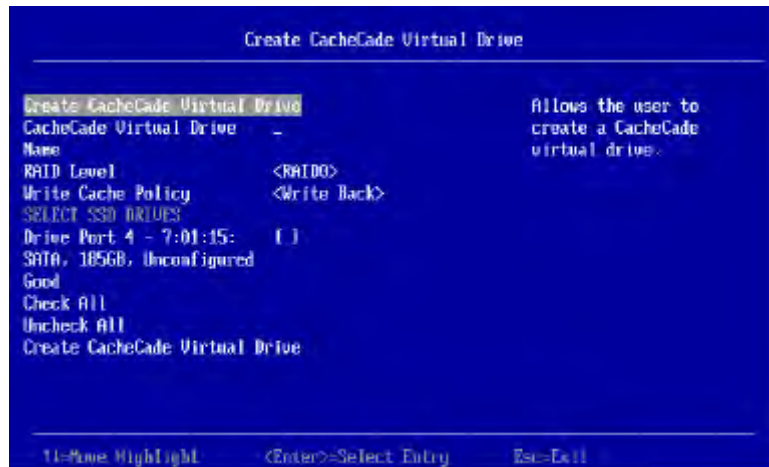 Create CacheCade Virtual Drive
Create CacheCade Virtual Drive
Allows the user to
CacheCade Virtual Drive _
create a CacheCade
Name
virtual drive.
RAID Level <RAID0>
Write Cache Policy <Write Back>
SELECT SSD DRIVES
Drive Port 4 - 7:01:15: [ ]
SATA, 185GB, Unconfigured
Good
Check All
Uncheck All
Create CacheCade Virtual Drive
↑↓=Move Highlight <Enter>=Select Entry Esc=Exit